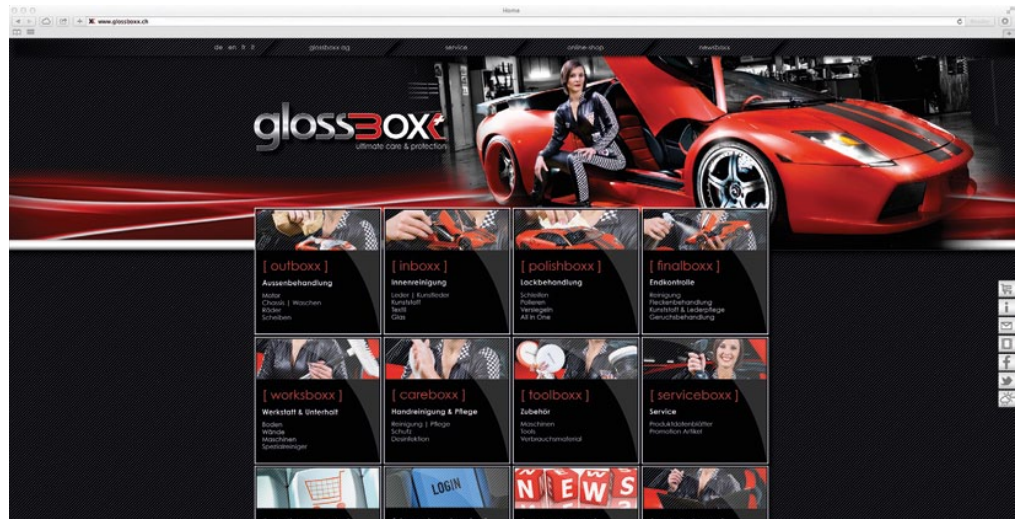 Home
www.glossboxx.ch
de en fr it
glossboxx ag
service
online-shop
newsboxx
glossboxx
ultimate care & protection
[ outboxx ]
Aussenbehandlung
Motor
Chassis | Waschen
Räder
Scheiben
[ inboxx ]
Innenreinigung
Leder | Kunstleder
Kunststoff
Textil
Glas
[ polishboxx ]
Lackbehandlung
Schleifen
Polieren
Versiegeln
All In One
[ finalboxx ]
Endkontrolle
Reinigung
Fleckenbehandlung
Kunststoff & Lederpflege
Geruchsbehandlung
[ worksboxx ]
Werkstatt & Unterhalt
Boden
Wände
Maschinen
Spezialreiniger
[ careboxx ]
Handreinigung & Pflege
Reinigung | Pflege
Schutz
Desinfektion
[ toolboxx ]
Zubehör
Maschinen
Tools
Verbrauchsmaterial
[ serviceboxx ]
Service
Produktdatenblätter
Promotion Artikel
LOGIN
NEWS